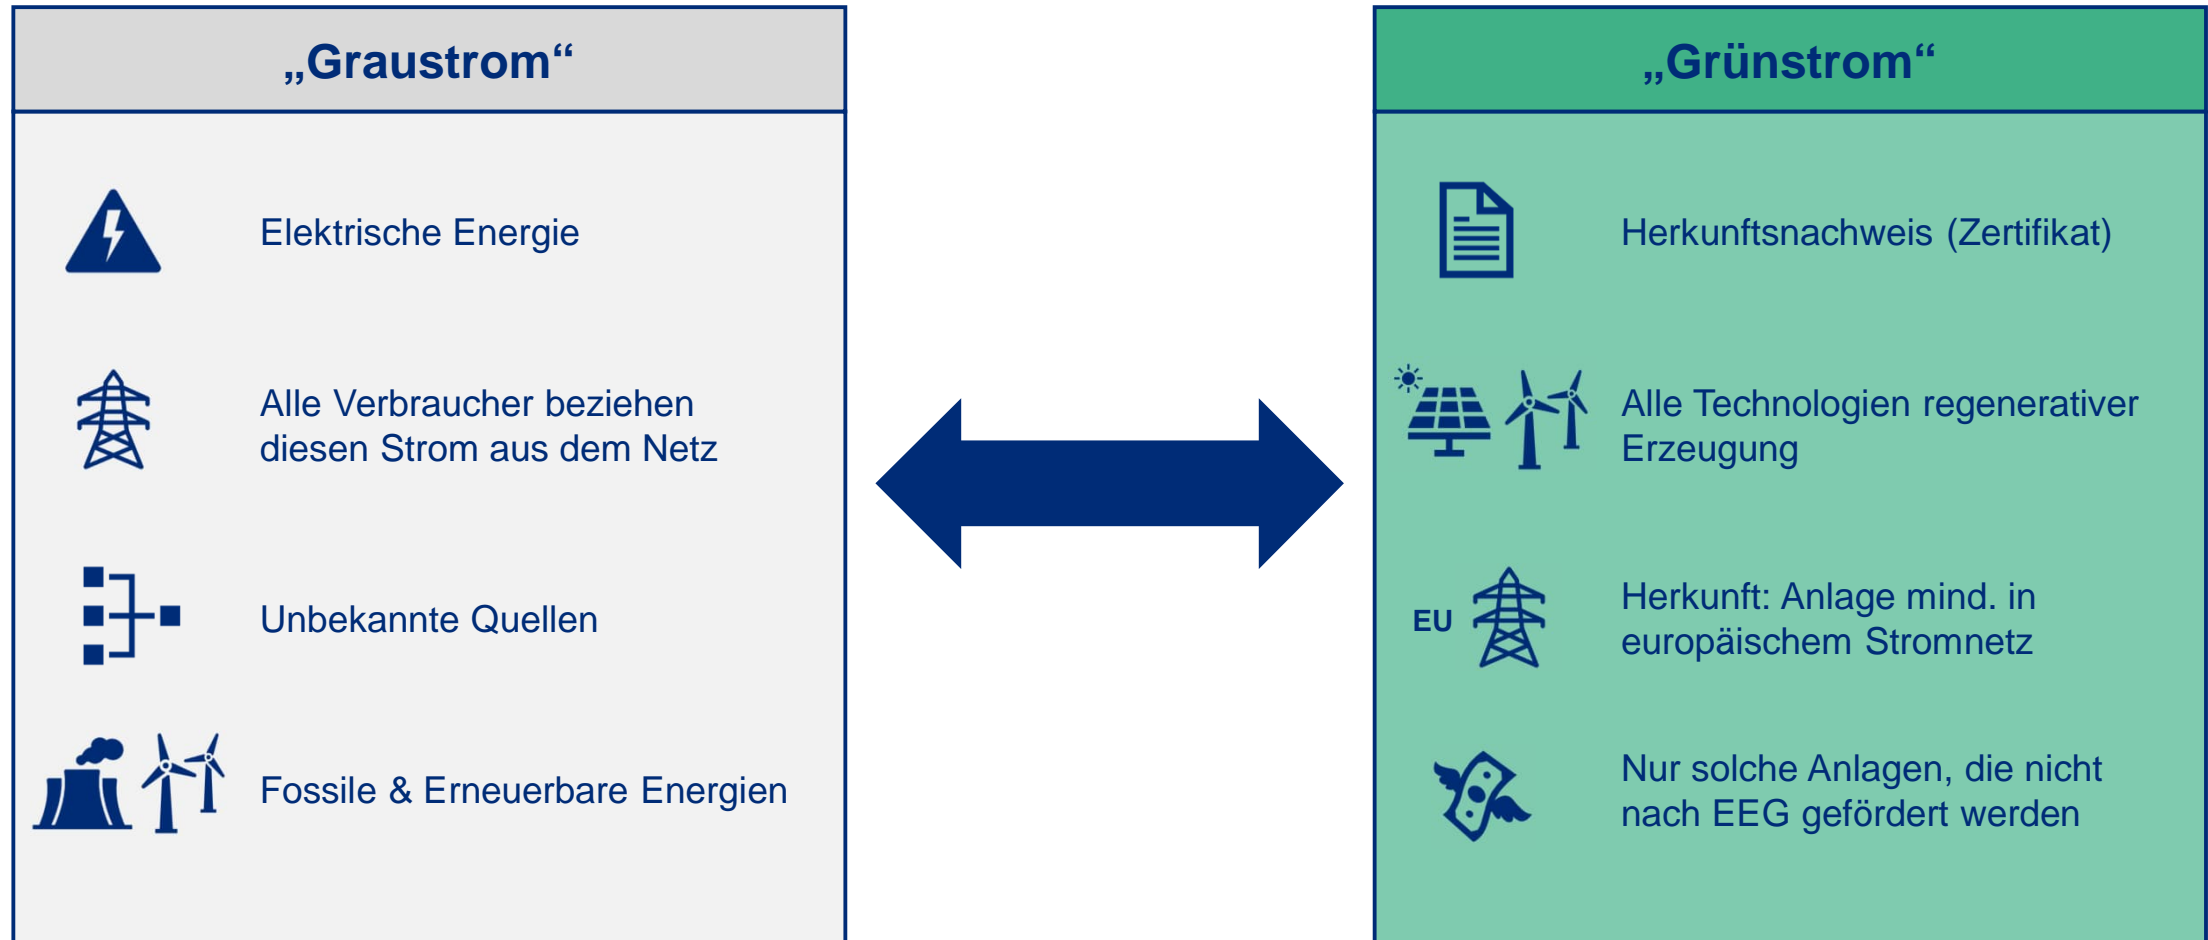 „Graustrom“
Elektrische Energie
Alle Verbraucher beziehen
diesen Strom aus dem Netz
Unbekannte Quellen
Fossile & Erneuerbare Energien
„Grünstrom“
Herkunftsnachweis (Zertifikat)
Alle Technologien regenerativer
Erzeugung
EU
Herkunft: Anlage mind. in
europäischem Stromnetz
Nur solche Anlagen, die nicht
nach EEG gefördert werden